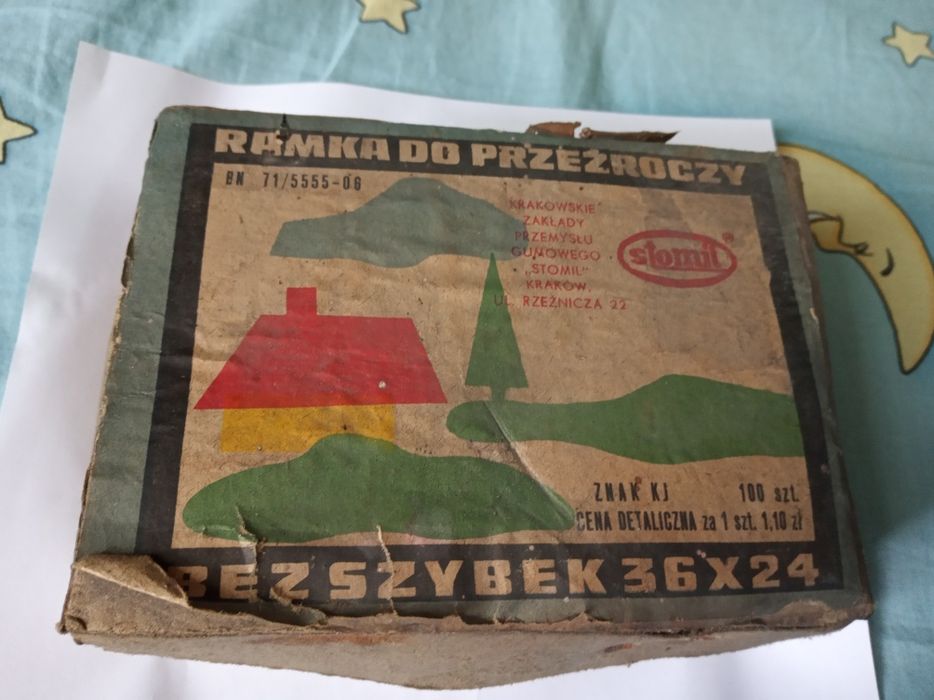 RAMKA DO PRZEŹROCZY
BN 71/5555-06
KRAKOWSKIE
ZAKŁADY
PRZEMYSŁU
GUMOWEGO
„STOMIL”
KRAKÓW,
UL. RZEŹNICZA 22
stomil®
ZNAK KJ 100 szt.
CENA DETALICZNA za 1 szt. 1,10 zł
BEZ SZYBEK 36X24